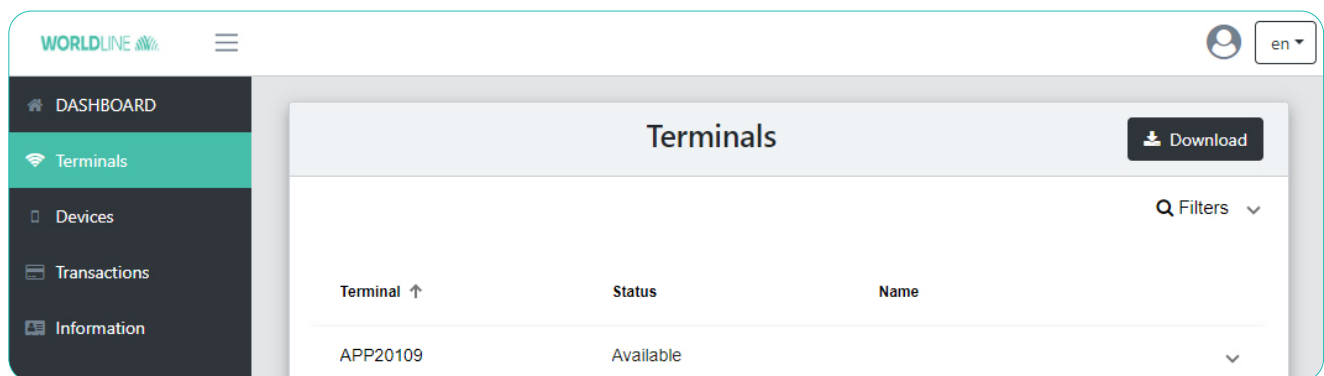 WORLDLINE
en
DASHBOARD
Terminals
Devices
Transactions
Information
Terminals
Download
Filters
Terminal Status Name
APP20109 Available